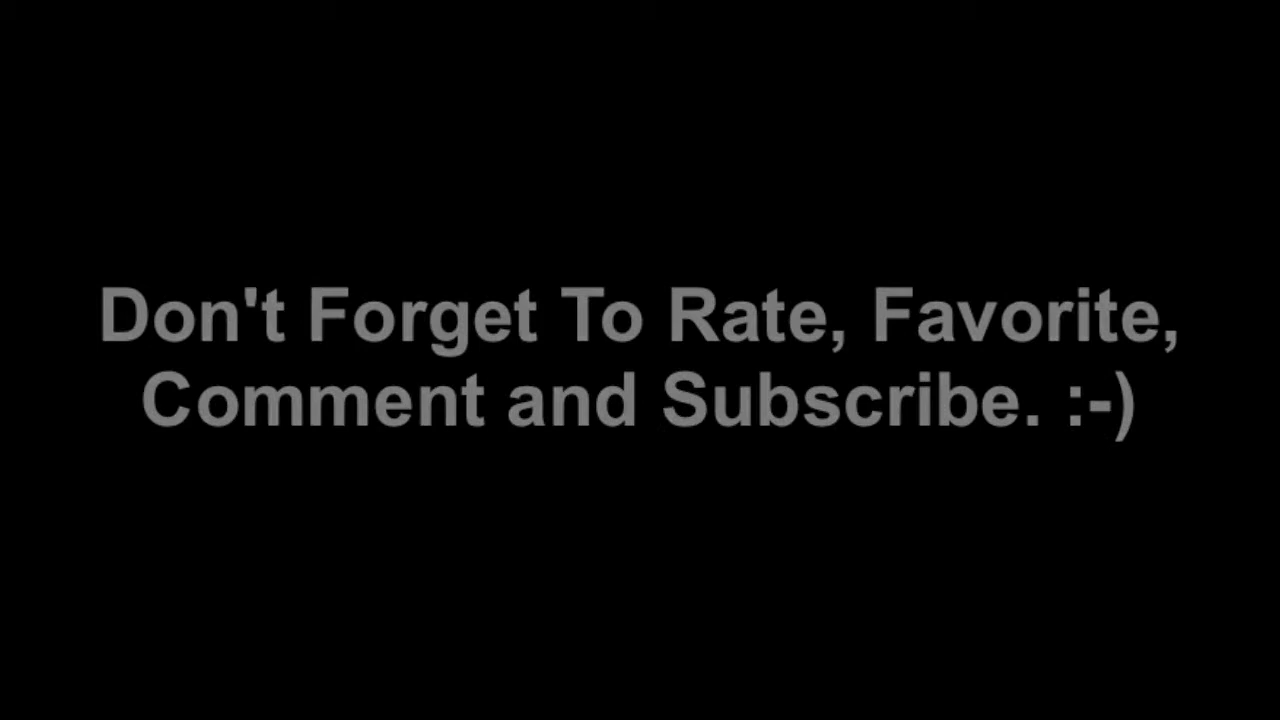 Don't Forget To Rate, Favorite,
Comment and Subscribe. :-)